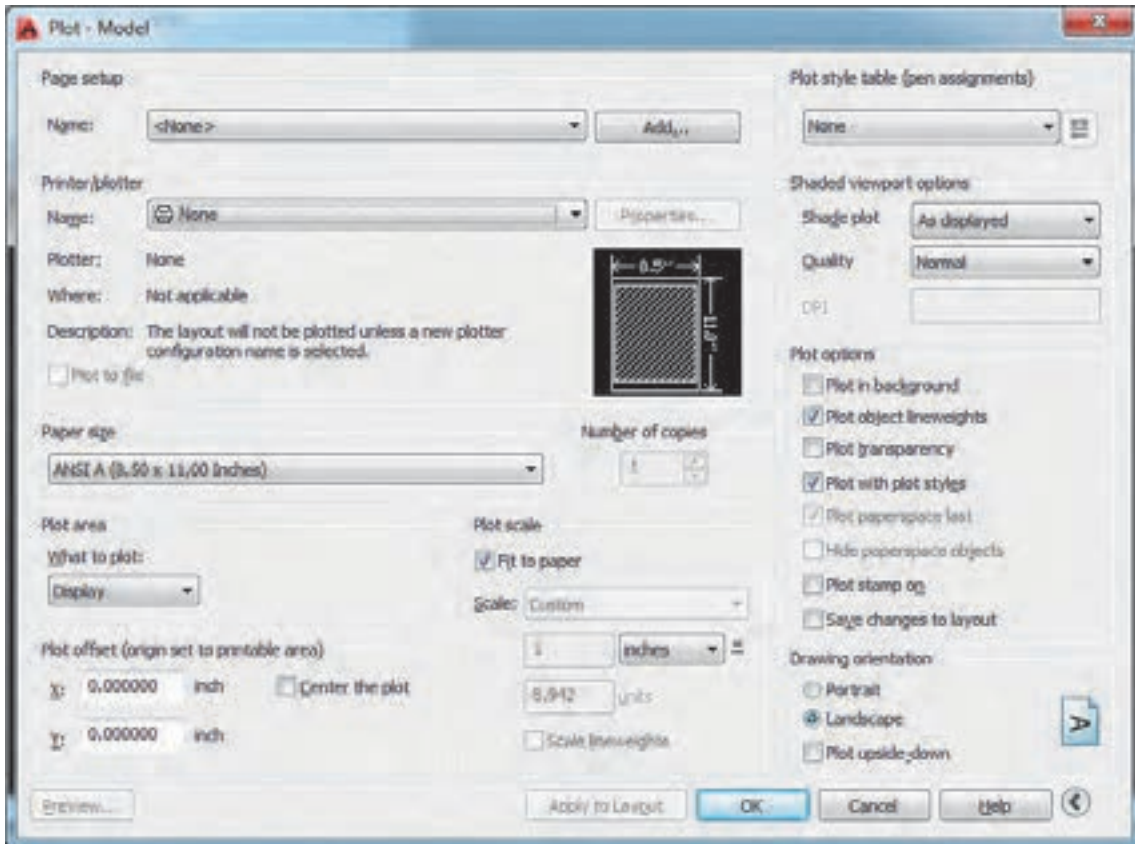 Plot - Model
Page setup
Name:
<None>
Add...
Printer/plotter
Name:
None
Properties...
Plotter:
None
Where:
Not applicable
Description:
The layout will not be plotted unless a new plotter
configuration name is selected.
Plot to file
8.5"
Paper size
ANSI A (8.50 x 11.00 Inches)
Number of copies
1
Plot area
What to plot:
Display
Plot scale
Fit to paper
Scale:
Custom
1
inches
=
8.942
units
Scale lineweights
Plot offset (origin set to printable area)
X:
0.000000
inch
Center the plot
Y:
0.000000
inch
Plot style table (pen assignments)
None
Shaded viewport options
Shade plot
As displayed
Quality
Normal
DPI
Plot options
Plot in background
Plot object lineweights
Plot transparency
Plot with plot styles
Plot paperspace last
Hide paperspace objects
Plot stamp on
Save changes to layout
Drawing orientation
Portrait
Landscape
Plot upside-down
A
Preview...
Apply to Layout
OK
Cancel
Help